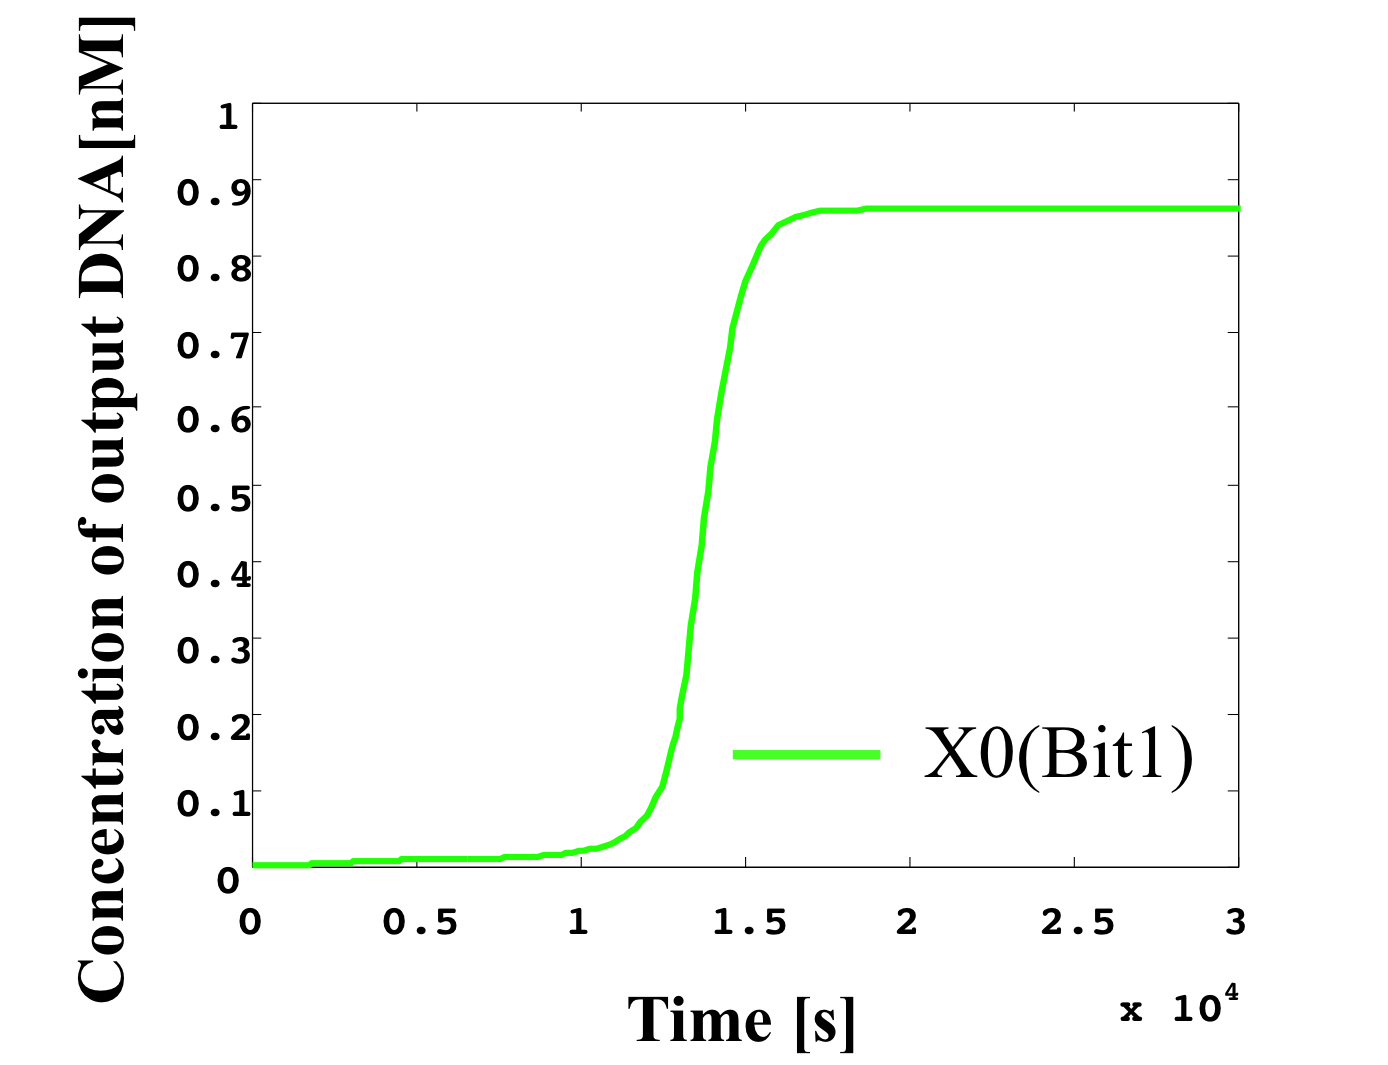 Concentration of output DNA[nM]
1
0.9
0.8
0.7
0.6
0.5
0.4
0.3
0.2
0.1
0
X0(Bit1)
0 0.5 1 1.5 2 2.5 3
x 10⁴
Time [s]